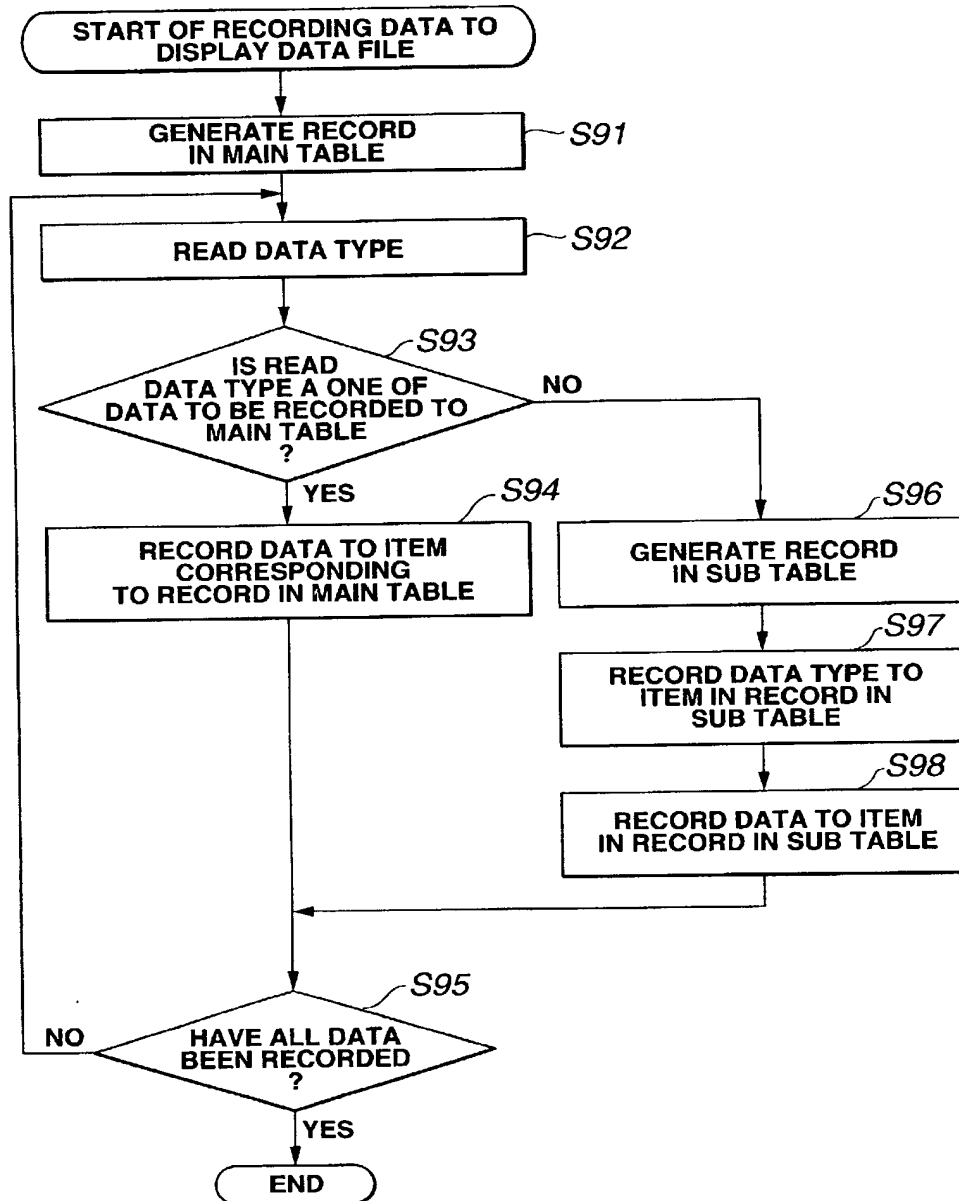 START OF RECORDING DATA TO
DISPLAY DATA FILE
GENERATE RECORD
IN MAIN TABLE
S91
READ DATA TYPE
S92
S93
IS READ
DATA TYPE A ONE OF
DATA TO BE RECORDED TO
MAIN TABLE
?
NO
YES
S94
RECORD DATA TO ITEM
CORRESPONDING
TO RECORD IN MAIN TABLE
S96
GENERATE RECORD
IN SUB TABLE
S97
RECORD DATA TYPE TO
ITEM IN RECORD IN
SUB TABLE
S98
RECORD DATA TO ITEM
IN RECORD IN SUB TABLE
S95
HAVE ALL DATA
BEEN RECORDED
?
NO
YES
END